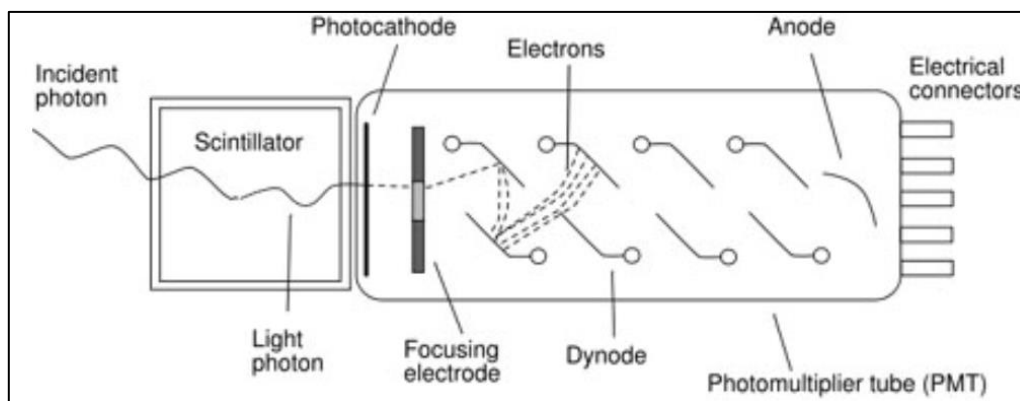 Photocathode
Electrons
Anode
Incident
photon
Electrical
connectors
Scintillator
Light
photon
Focusing
electrode
Dynode
Photomultiplier tube (PMT)